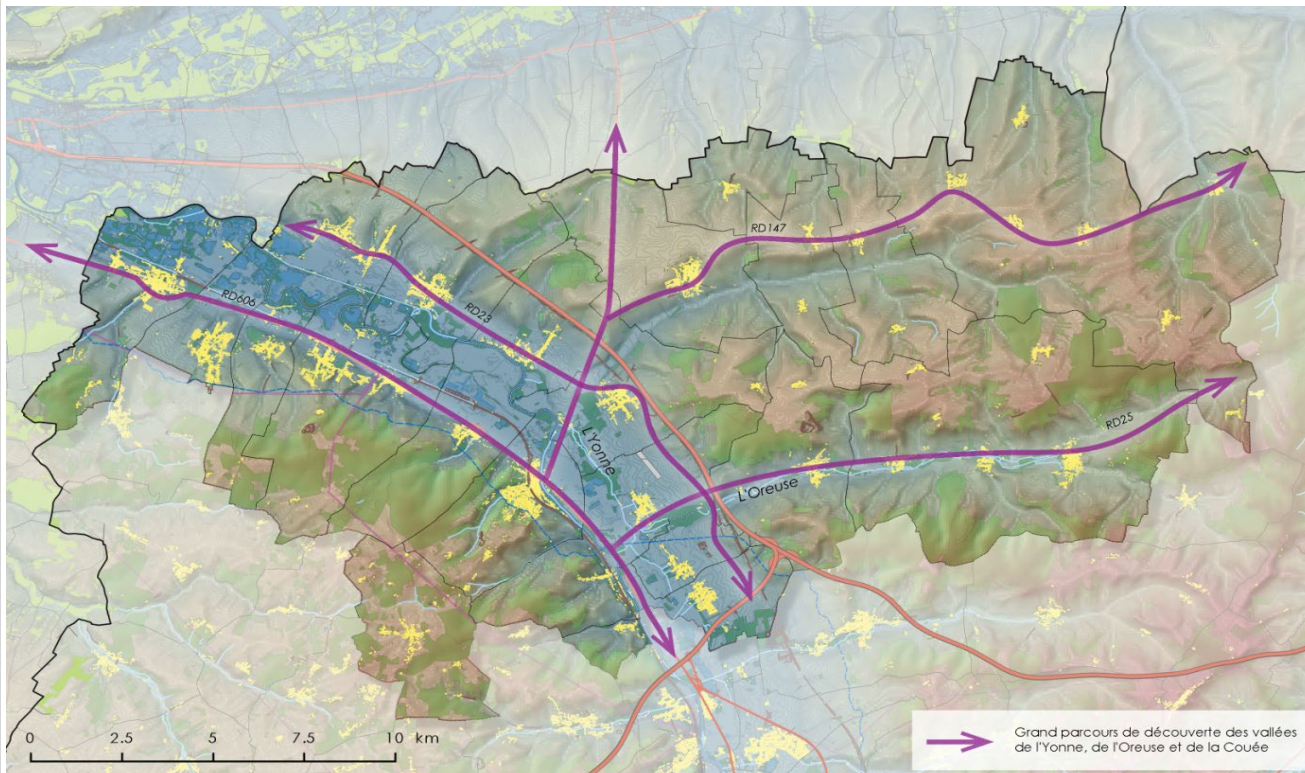 RD147
RD606
RD23
L'Yonne
RD25
L'Oreuse
0 2.5 5 7.5 10 km
Grand parcours de découverte des vallées
de l'Yonne, de l'Oreuse et de la Couée